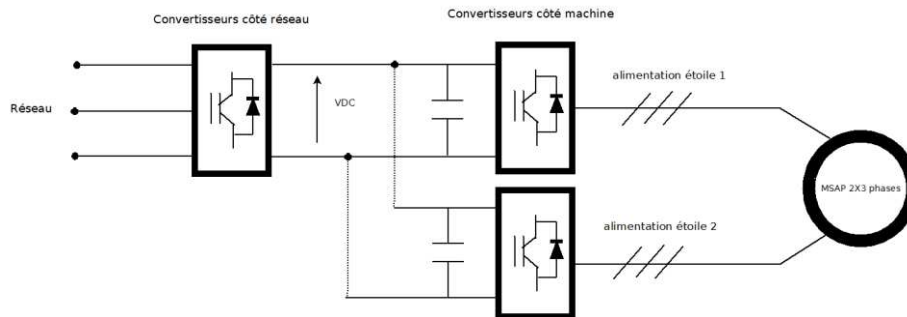 Convertisseurs côté réseau
Convertisseurs côté machine
alimentation étoile 1
Réseau
VDC
MSAP 2X3 phases
alimentation étoile 2